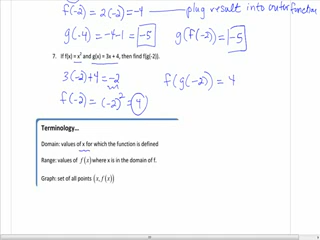 f(-2) = 2(-2) = -4 — plug result into outer function
g(-4) = -4-1 = -5 g(f(-2)) = -5
7. If f(x) = x² and g(x) = 3x + 4, then find f(g(-2)).
3(-2)+4 = -2 f(g(-2)) = 4
f(-2) = (-2)² = 4
Terminology...
Domain: values of x for which the function is defined
Range: values of f(x) where x is in the domain of f.
Graph: set of all points (x, f(x))